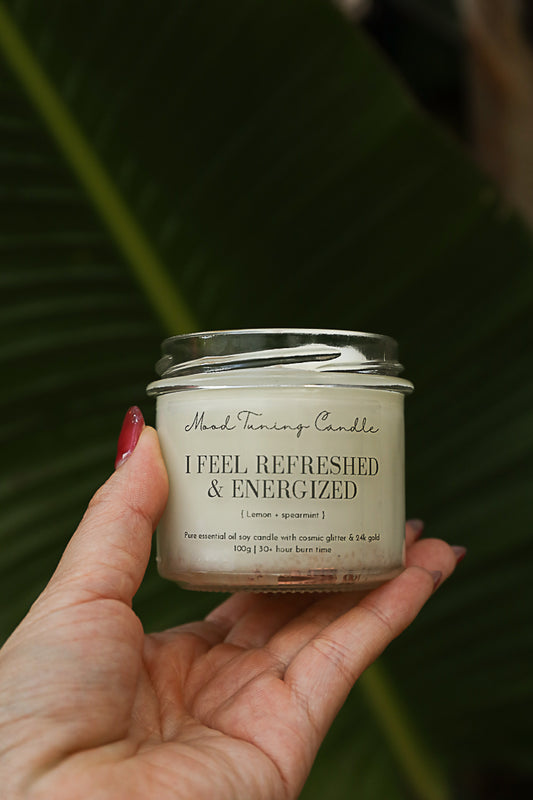 Mood Tuning Candle
I FEEL REFRESHED
& ENERGIZED
{ Lemon + spearmint }
Pure essential oil soy candle with cosmic glitter & 24k gold
100g | 30+ hour burn time